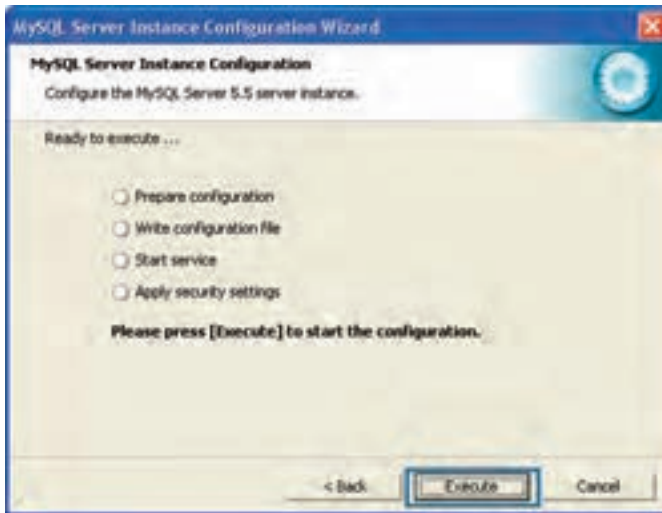 MySQL Server Instance Configuration Wizard
MySQL Server Instance Configuration
Configure the MySQL Server 5.5 server instance.
Ready to execute ...
Prepare configuration
Write configuration file
Start service
Apply security settings
Please press [Execute] to start the configuration.
< Back
Execute
Cancel